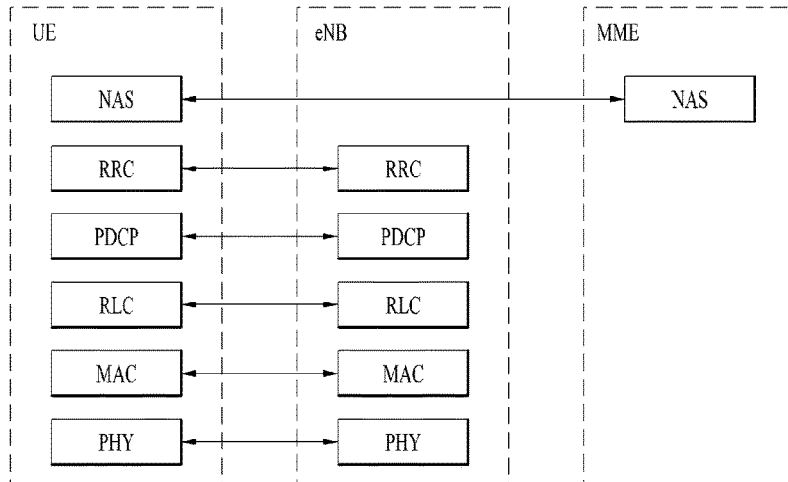 UE eNB MME
NAS NAS
RRC RRC
PDCP PDCP
RLC RLC
MAC MAC
PHY PHY